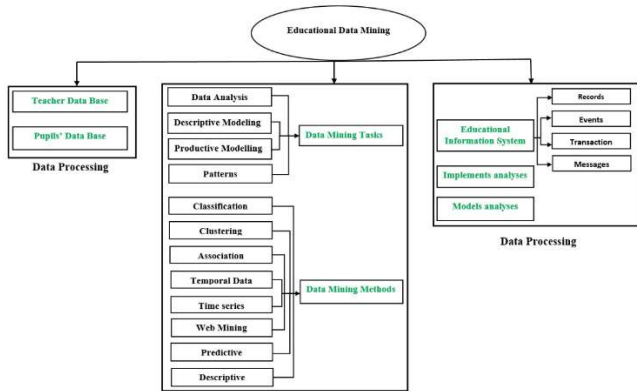 Educational Data Mining
Teacher Data Base
Pupils' Data Base
Data Processing
Data Analysis
Descriptive Modeling
Productive Modelling
Patterns
Data Mining Tasks
Classification
Clustering
Association
Temporal Data
Time series
Web Mining
Predictive
Descriptive
Data Mining Methods
Educational
Information System
Implements analyses
Models analyses
Records
Events
Transaction
Messages
Data Processing